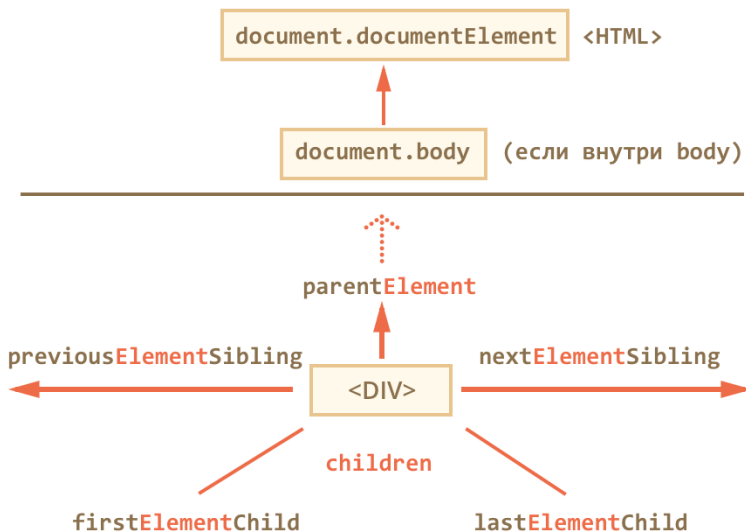 document.documentElement <HTML>
document.body (если внутри body)
parentElement
previousElementSibling nextElementSibling
<DIV>
children
firstElementChild lastElementChild